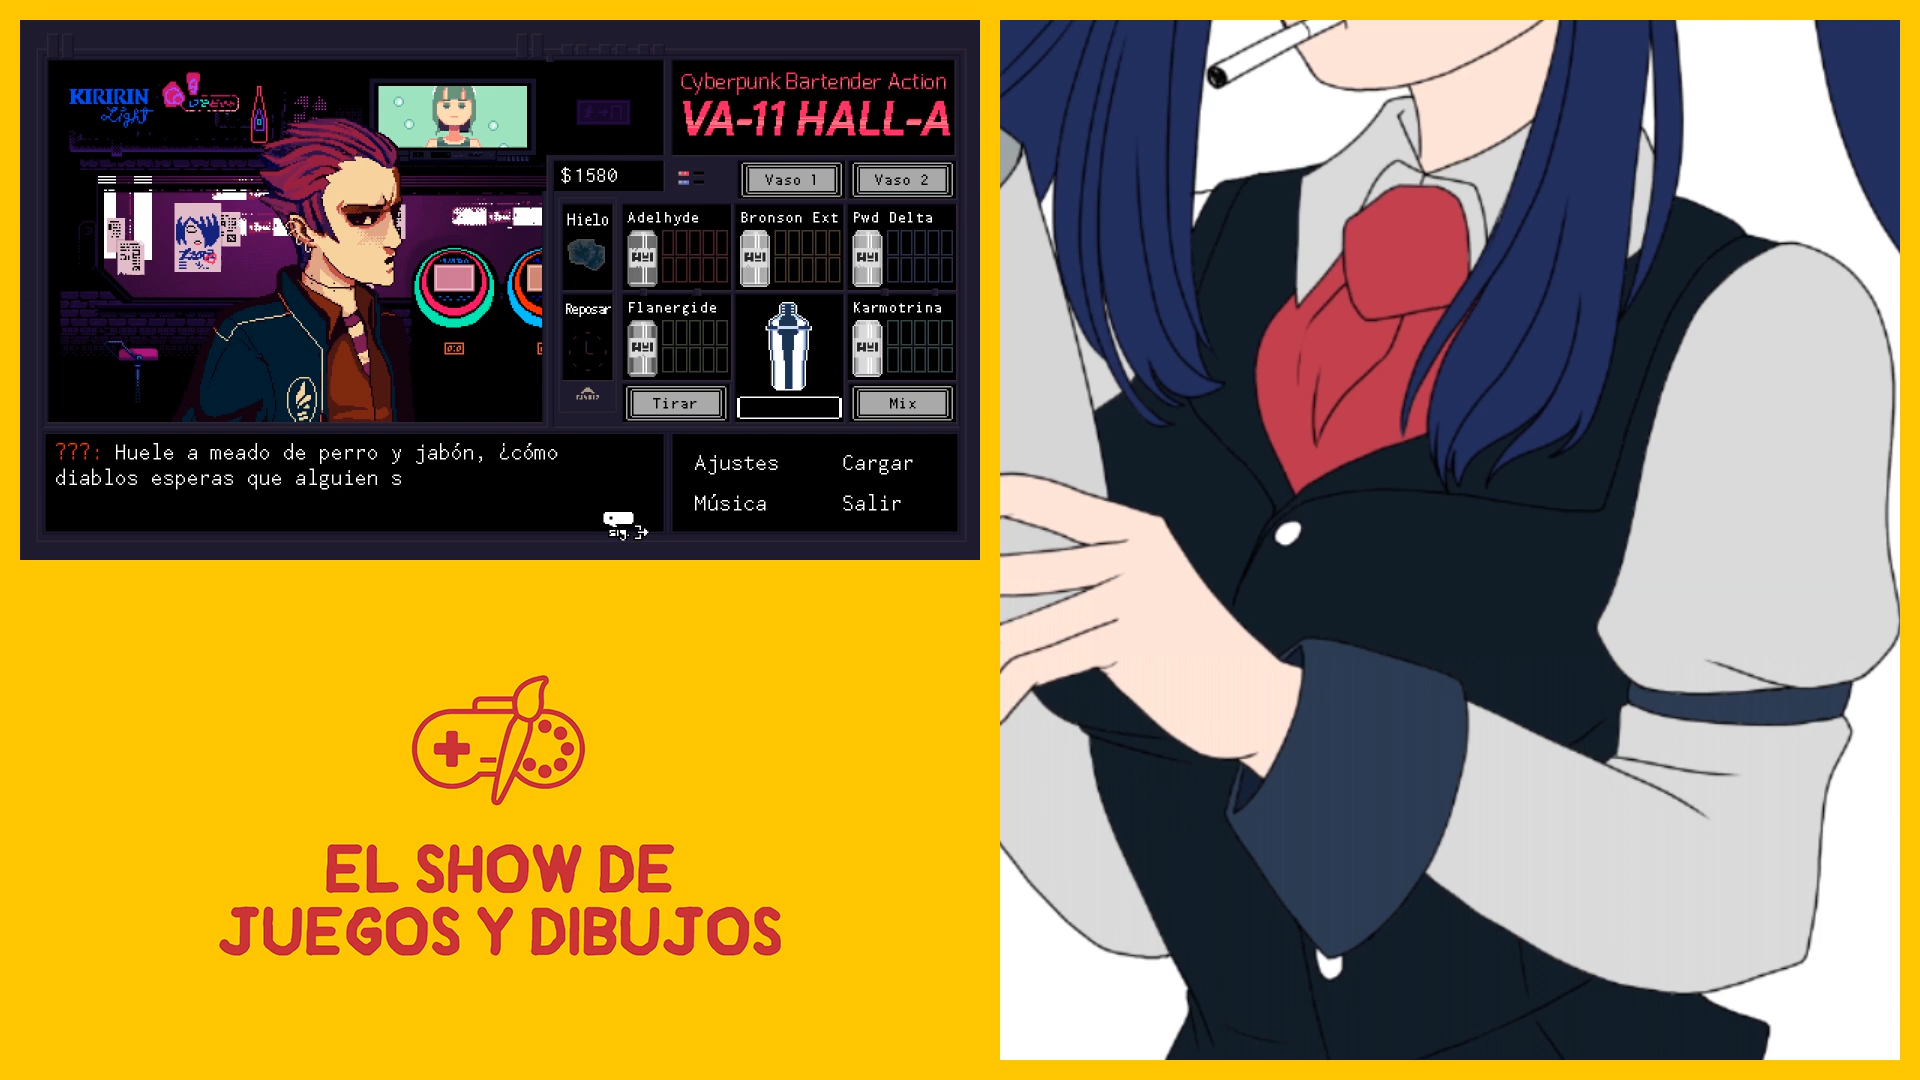 KIRIRIN
Light
Cyberpunk Bartender Action
VA-11 HALL-A
$1580
Vaso 1
Vaso 2
Hielo
Adelhyde
Bronson Ext
Pwd Delta
Reposar
Flanergide
Karmotrina
Tirar
Mix
???: Huele a meado de perro y jabón, ¿cómo
diablos esperas que alguien s
sig.
Ajustes
Cargar
Música
Salir
EL SHOW DE
JUEGOS Y DIBUJOS